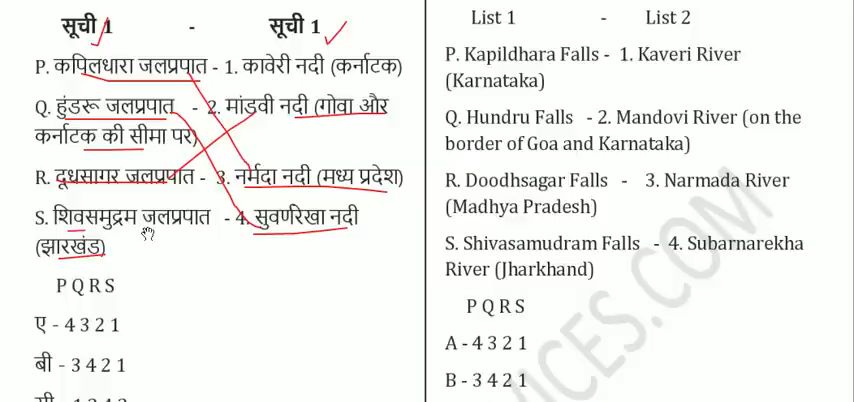 सूची 1 - सूची 1
P. कपिलधारा जलप्रपात - 1. कावेरी नदी (कर्नाटक)
Q. हुंडरू जलप्रपात - 2. मांडवी नदी (गोवा और
कर्नाटक की सीमा पर)
R. दूधसागर जलप्रपात - 3. नर्मदा नदी (मध्य प्रदेश)
S. शिवसमुद्रम जलप्रपात - 4. सुवर्णरेखा नदी
(झारखंड)
P Q R S
ए - 4 3 2 1
बी - 3 4 2 1
List 1 - List 2
P. Kapildhara Falls - 1. Kaveri River
(Karnataka)
Q. Hundru Falls - 2. Mandovi River (on the
border of Goa and Karnataka)
R. Doodhsagar Falls - 3. Narmada River
(Madhya Pradesh)
S. Shivasamudram Falls - 4. Subarnarekha
River (Jharkhand)
P Q R S
A - 4 3 2 1
B - 3 4 2 1
VICES.COM